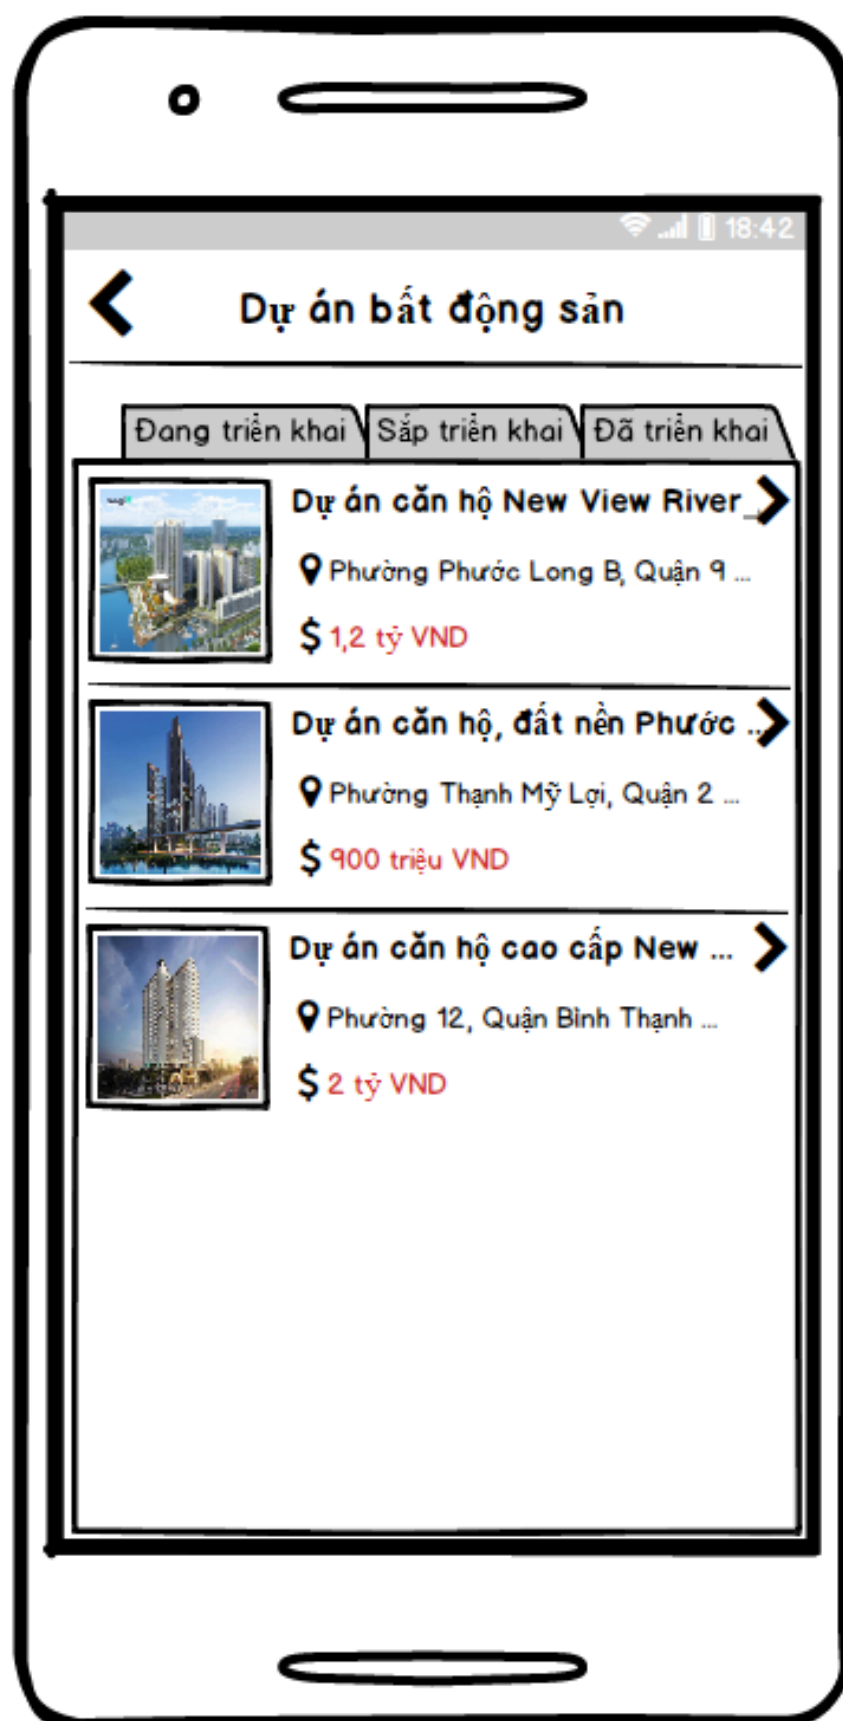 18:42
Dự án bất động sản
Đang triển khai
Sắp triển khai
Đã triển khai
Dự án căn hộ New View River...
Phường Phước Long B, Quận 9 ...
$ 1,2 tỷ VND
Dự án căn hộ, đất nền Phước ...
Phường Thạnh Mỹ Lợi, Quận 2 ...
$ 900 triệu VND
Dự án căn hộ cao cấp New ...
Phường 12, Quận Bình Thạnh ...
$ 2 tỷ VND